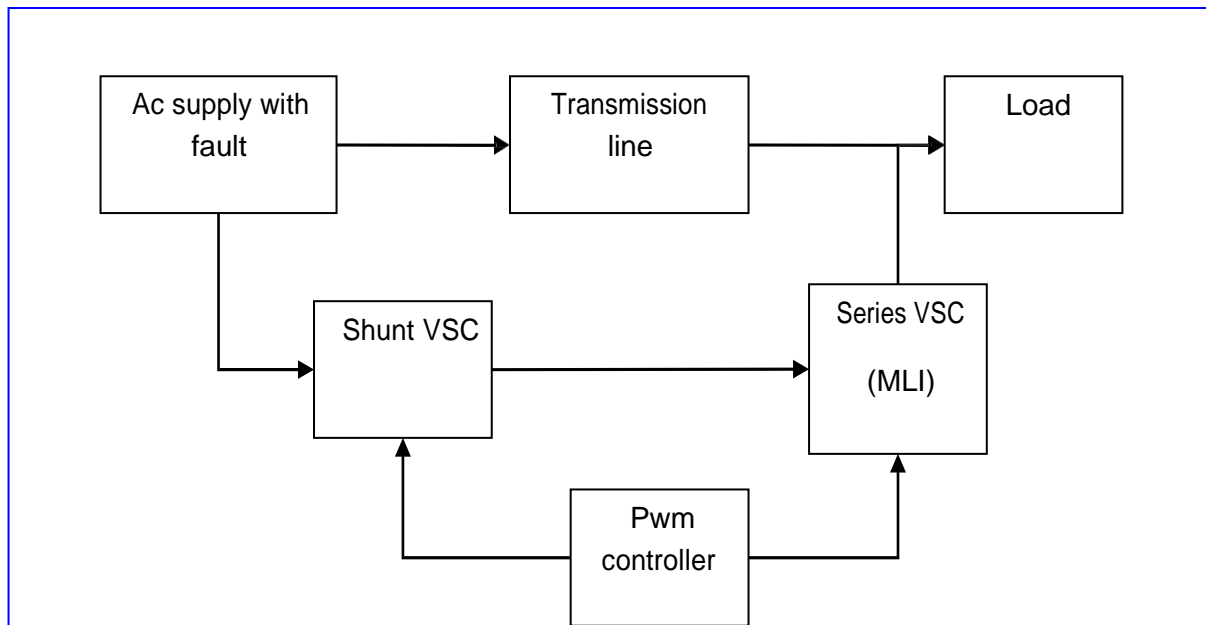 Ac supply with
fault
Transmission
line
Load
Shunt VSC
Series VSC
(MLI)
Pwm
controller